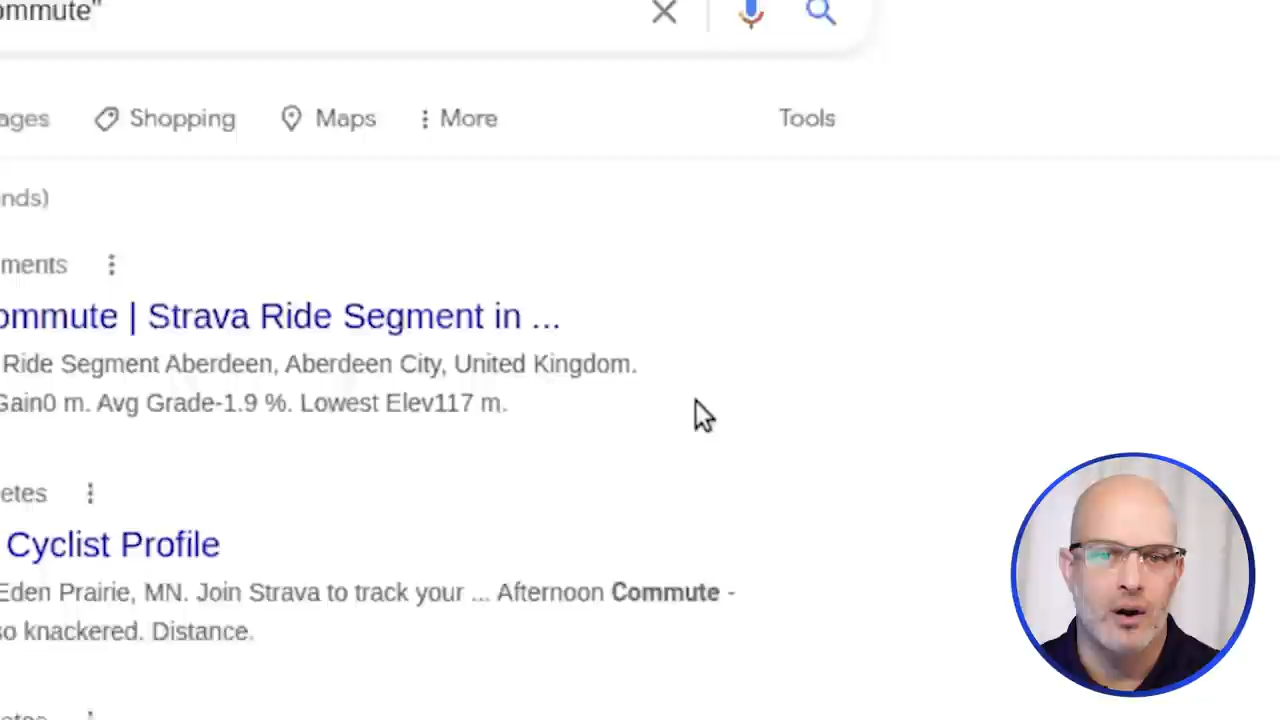 ommute"
ages Shopping Maps More Tools
nds)
ments
ommute | Strava Ride Segment in ...
Ride Segment Aberdeen, Aberdeen City, United Kingdom.
Gain0 m. Avg Grade-1.9 %. Lowest Elev117 m.
etes
Cyclist Profile
Eden Prairie, MN. Join Strava to track your ... Afternoon Commute -
so knackered. Distance.